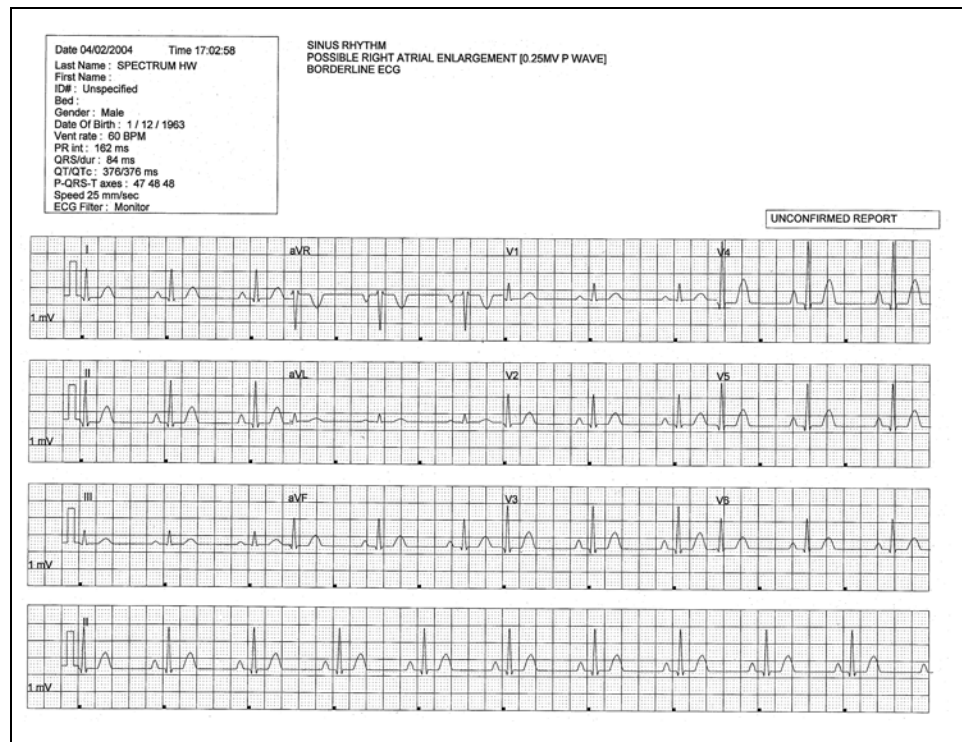 Date 04/02/2004 Time 17:02:58
Last Name : SPECTRUM HW
First Name :
ID# : Unspecified
Bed :
Gender : Male
Date Of Birth : 1 / 12 / 1963
Vent rate : 60 BPM
PR int : 162 ms
QRS/dur : 84 ms
QT/QTc : 376/376 ms
P-QRS-T axes : 47 48 48
Speed 25 mm/sec
ECG Filter : Monitor
SINUS RHYTHM
POSSIBLE RIGHT ATRIAL ENLARGEMENT [0.25MV P WAVE]
BORDERLINE ECG
UNCONFIRMED REPORT
I aVR V1 V4
1 mV
II aVL V2 V5
1 mV
III aVF V3 V6
1 mV
II
1 mV